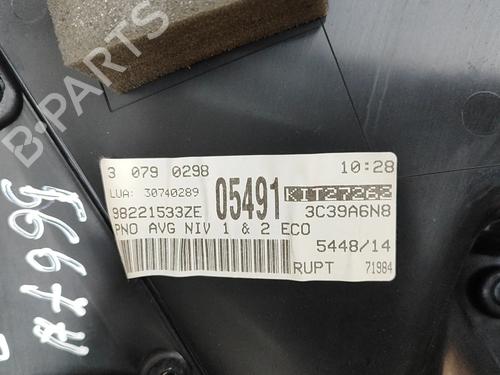 B-PARTS
3 079 0298 10:28
LUA: 30740289 05491 KIT27262
98221533ZE 3C39A6N8
PNO AVG NIV 1 & 2 ECO
5448/14
RUPT 71984